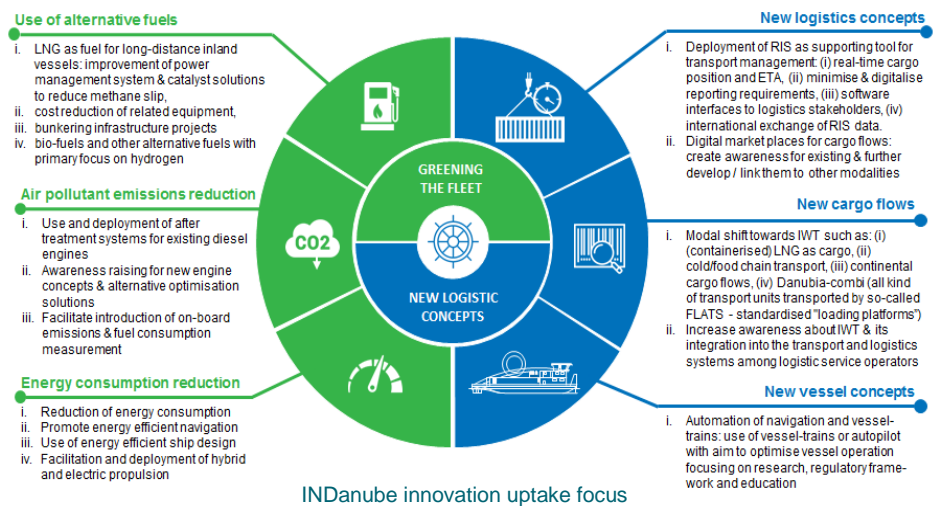 Use of alternative fuels
i. LNG as fuel for long-distance inland
vessels: improvement of power
management system & catalyst solutions
to reduce methane slip,
ii. cost reduction of related equipment,
iii. bunkering infrastructure projects
iv. bio-fuels and other alternative fuels with
primary focus on hydrogen
Air pollutant emissions reduction
i. Use and deployment of after
treatment systems for existing diesel
engines
ii. Awareness raising for new engine
concepts & alternative optimisation
solutions
iii. Facilitate introduction of on-board
emissions & fuel consumption
measurement
Energy consumption reduction
i. Reduction of energy consumption
ii. Promote energy efficient navigation
iii. Use of energy efficient ship design
iv. Facilitation and deployment of hybrid
and electric propulsion
CO2
GREENING
THE FLEET
NEW LOGISTIC
CONCEPTS
New logistics concepts
i. Deployment of RIS as supporting tool for
transport management: (i) real-time cargo
position and ETA, (ii) minimise & digitalise
reporting requirements, (iii) software
interfaces to logistics stakeholders, (iv)
international exchange of RIS data.
ii. Digital market places for cargo flows:
create awareness for existing & further
develop / link them to other modalities
New cargo flows
i. Modal shift towards IWT such as: (i)
(containerised) LNG as cargo, (ii)
cold/food chain transport, (iii) continental
cargo flows, (iv) Danubia-combi (all kind
of transport units transported by so-called
FLATS - standardised "loading platforms")
ii. Increase awareness about IWT & its
integration into the transport and logistics
systems among logistic service operators
New vessel concepts
i. Automation of navigation and vessel-
trains: use of vessel-trains or autopilot
with aim to optimise vessel operation
focusing on research, regulatory frame-
work and education
INDanube innovation uptake focus